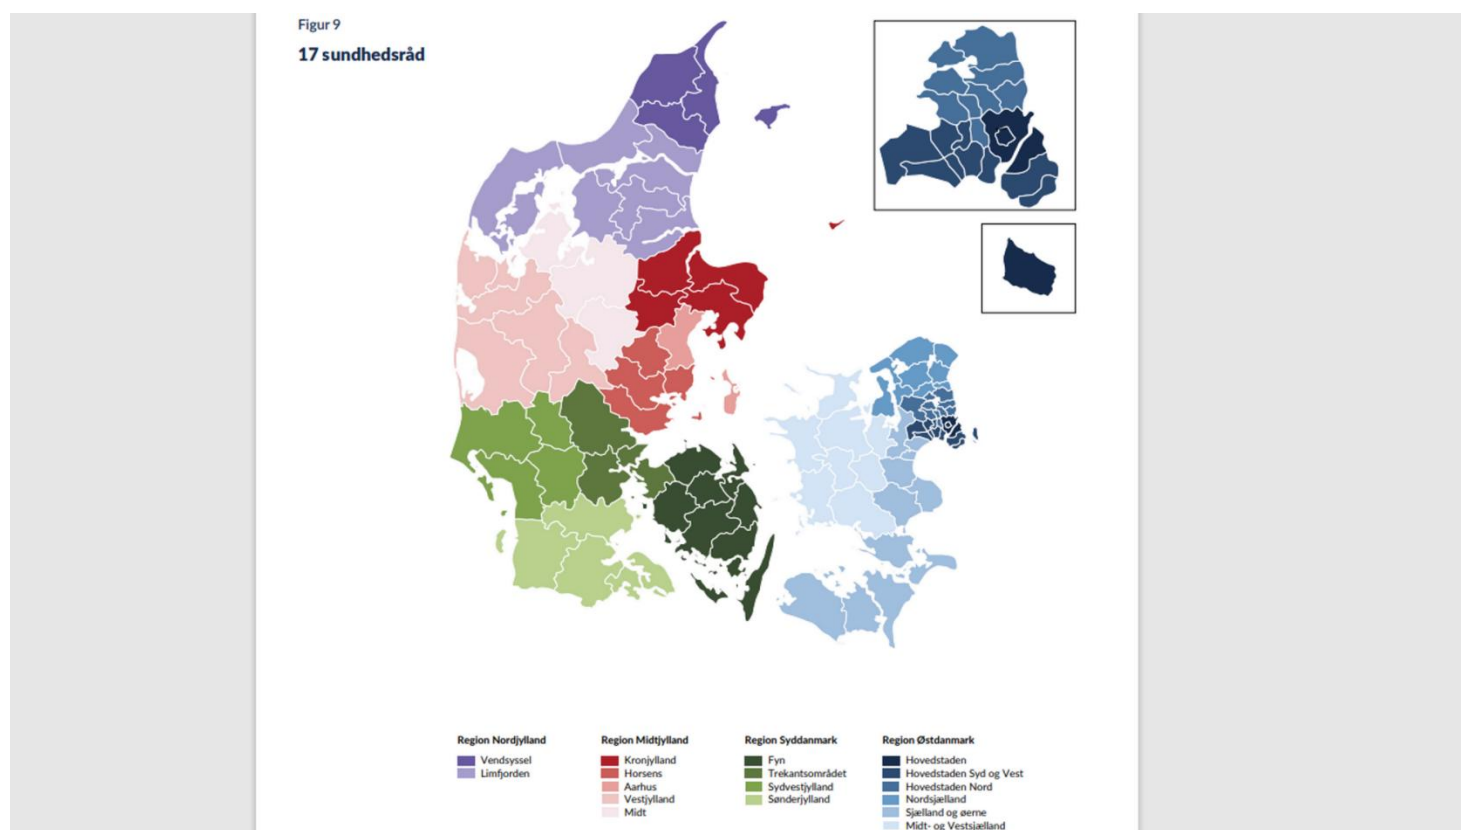 Figur 9
17 sundhedsråd
Region Nordjylland
Vendsyssel
Limfjorden
Region Midtjylland
Kronjylland
Horsens
Aarhus
Vestjylland
Midt
Region Syddanmark
Fyn
Trekantsområdet
Sydvestjylland
Sønderjylland
Region Østdanmark
Hovedstaden
Hovedstaden Syd og Vest
Hovedstaden Nord
Nordsjælland
Sjælland og øerne
Midt- og Vestsjælland